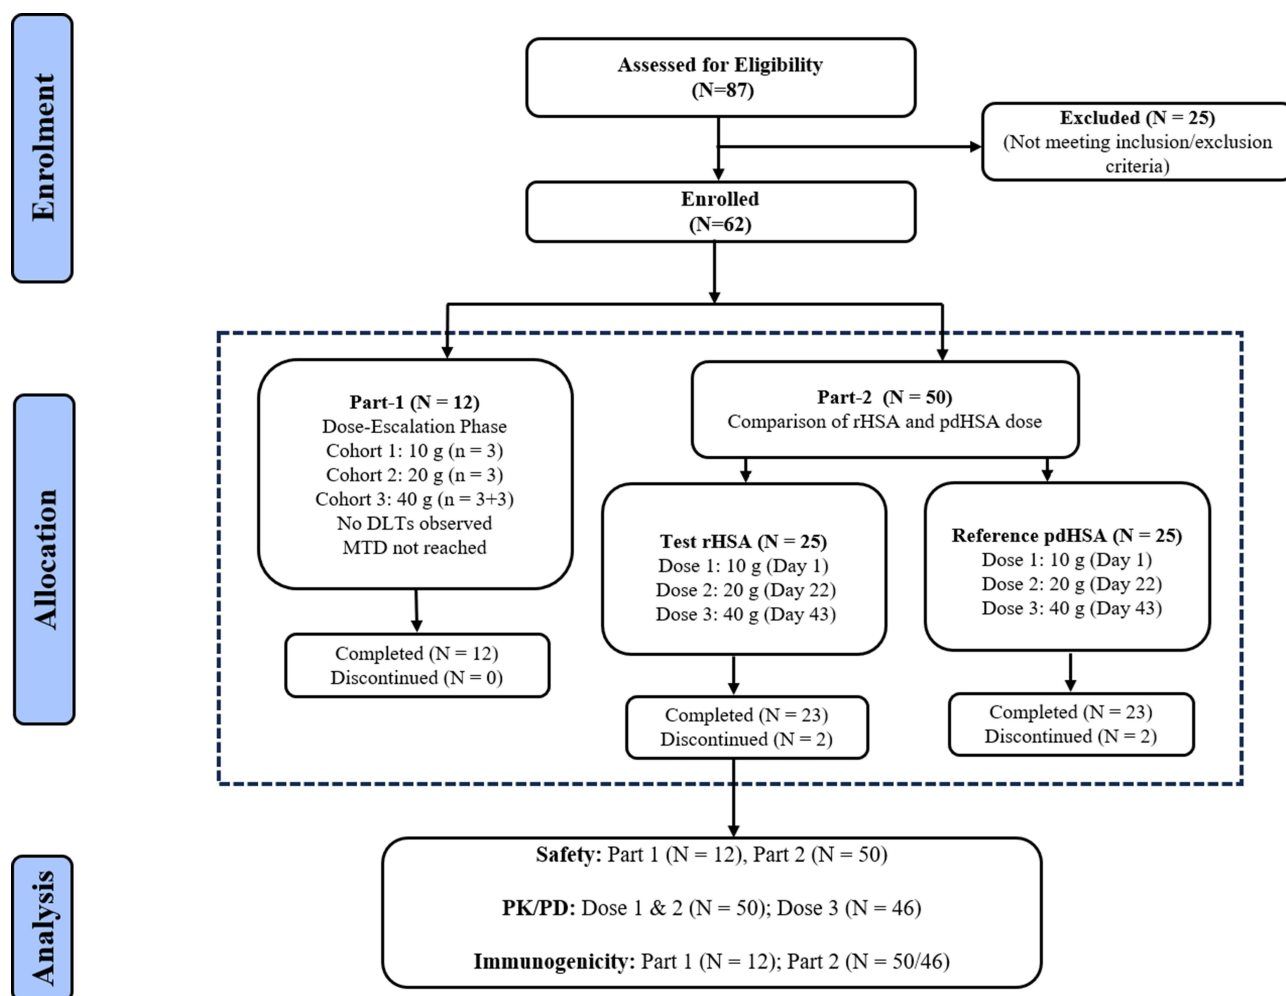 Enrolment
Assessed for Eligibility
(N=87)
Excluded (N = 25)
(Not meeting inclusion/exclusion
criteria)
Enrolled
(N=62)
Allocation
Part-1 (N = 12)
Dose-Escalation Phase
Cohort 1: 10 g (n = 3)
Cohort 2: 20 g (n = 3)
Cohort 3: 40 g (n = 3+3)
No DLTs observed
MTD not reached
Completed (N = 12)
Discontinued (N = 0)
Part-2 (N = 50)
Comparison of rHSA and pdHSA dose
Test rHSA (N = 25)
Dose 1: 10 g (Day 1)
Dose 2: 20 g (Day 22)
Dose 3: 40 g (Day 43)
Completed (N = 23)
Discontinued (N = 2)
Reference pdHSA (N = 25)
Dose 1: 10 g (Day 1)
Dose 2: 20 g (Day 22)
Dose 3: 40 g (Day 43)
Completed (N = 23)
Discontinued (N = 2)
Analysis
Safety: Part 1 (N = 12), Part 2 (N = 50)
PK/PD: Dose 1 & 2 (N = 50); Dose 3 (N = 46)
Immunogenicity: Part 1 (N = 12); Part 2 (N = 50/46)